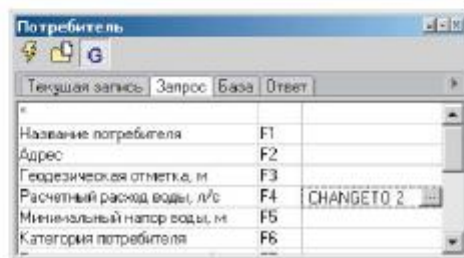 Потребитель
G
Текущая запись Запрос База Ответ
*
Название потребителя F1
Адрес F2
Геодезическая отметка, м F3
Расчетный расход воды, л/с F4 CHANGETO 2 ...
Минимальный напор воды, м F5
Категория потребителя F6